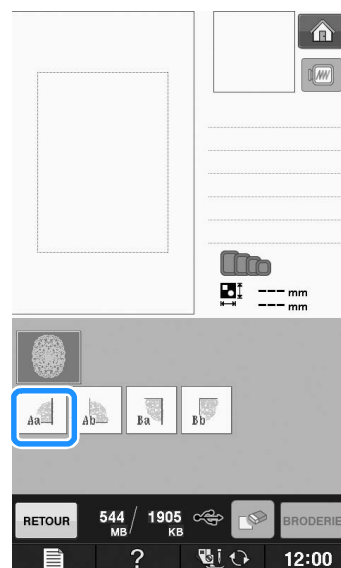 --- mm
--- mm
Aa Ab Ba Bb
RETOUR 544 MB / 1905 KB BRODERIE
? 12:00